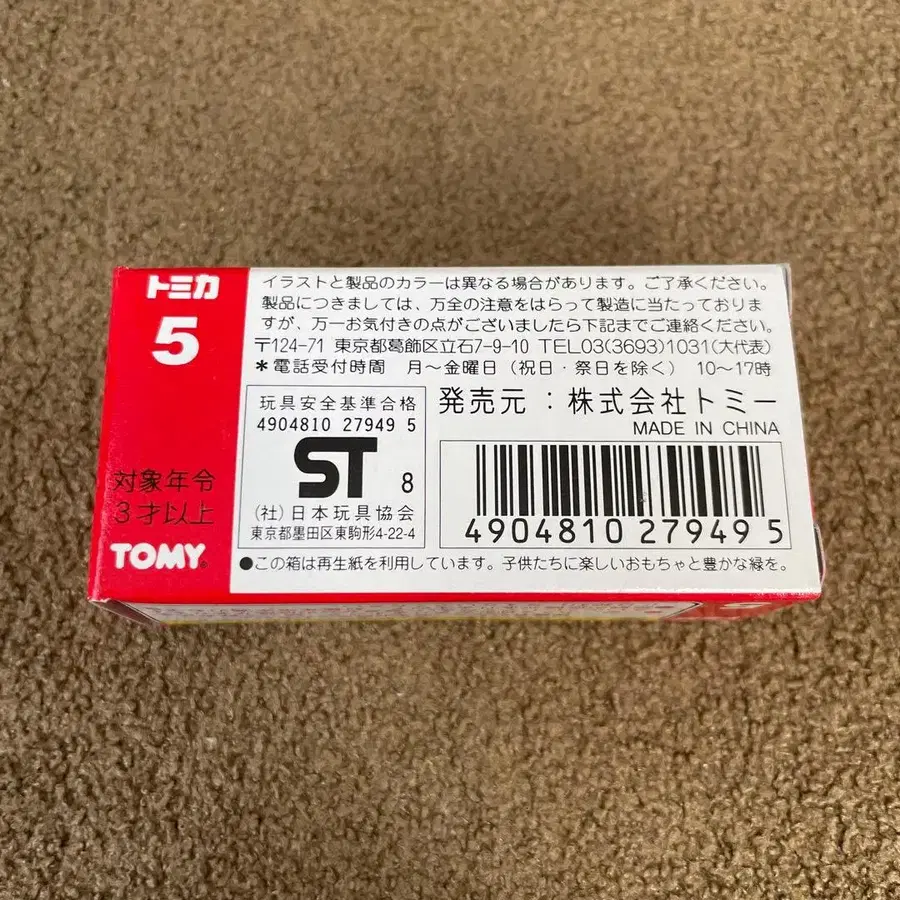 トミカ
5
対象年令
3才以上
TOMY
イラストと製品のカラーは異なる場合があります。ご了承ください。
製品につきましては、万全の注意をはらって製造に当たっておりま
すが、万一お気付きの点がございましたら下記までご連絡ください。
〒124-71 東京都葛飾区立石7-9-10 TEL03(3693)1031(大代表)
＊電話受付時間 月～金曜日(祝日・祭日を除く) 10～17時
玩具安全基準合格
4904810 27949 5
ST 8
(社)日本玩具協会
東京都墨田区東駒形4-22-4
発売元：株式会社トミー
MADE IN CHINA
4904810 279495
●この箱は再生紙を利用しています。子供たちに楽しいおもちゃと豊かな緑を。